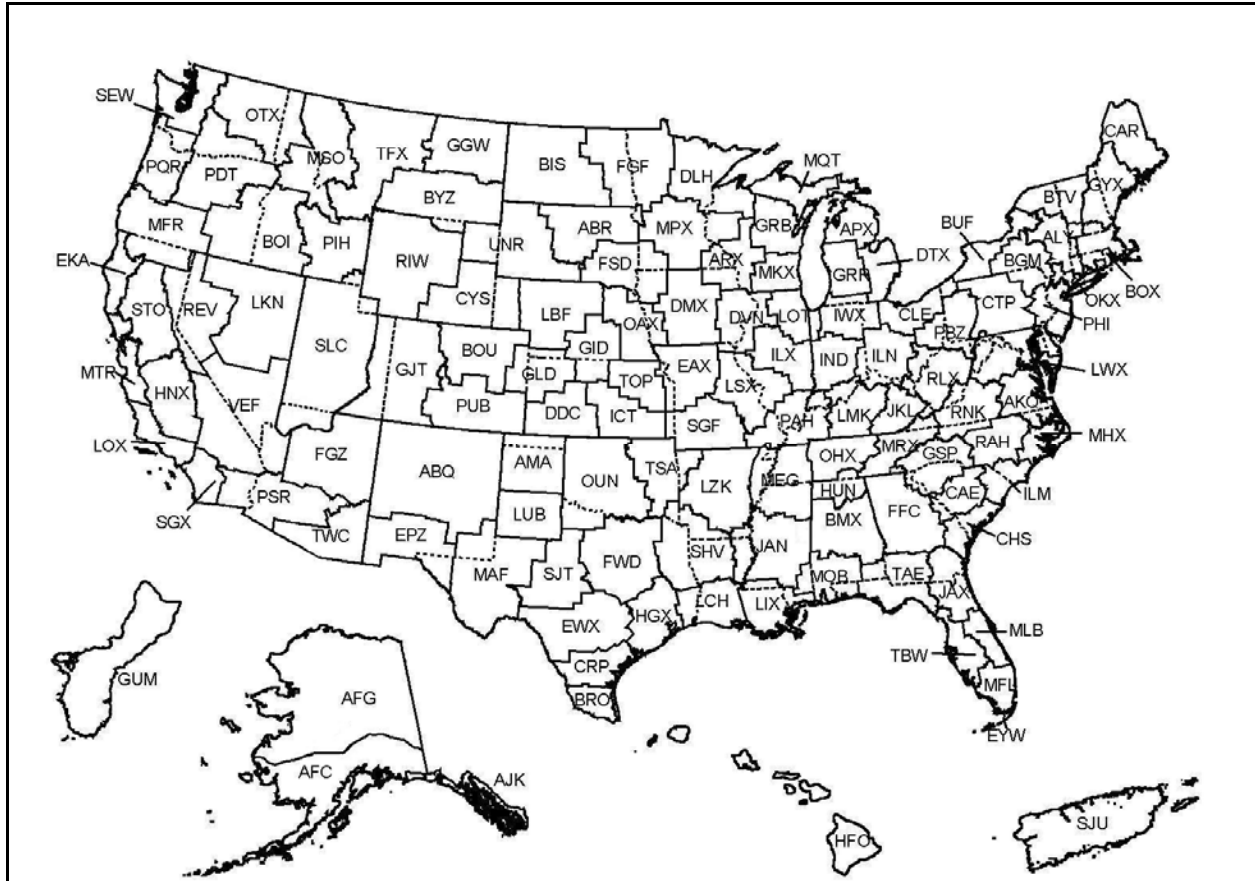 CAR
SEW
OTX
GGW
MSO
TFX
BIS
FGF
MQT
PQR
PDT
DLH
GYX
BTV
BYZ
MFR
ABR
MPX
GRB
APX
BUF
ALY
BOI
PIH
UNR
EKA
RIW
FSD
ARX
MKX
GRR
DTX
BGM
OKX
BOX
STO
REV
LKN
CYS
LBF
DMX
DVN
LOT
IWX
CLE
CTP
OAX
PBZ
PHI
SLC
BOU
GID
ILX
IND
ILN
MTR
GJT
GLD
TOP
EAX
LSX
RLX
LWX
HNX
VEF
PUB
DDC
ICT
SGF
PAH
LMK
JKL
RNK
AKQ
LOX
FGZ
ABQ
AMA
OUN
TSA
OHX
MRX
GSP
RAH
MHX
LZK
MEG
HUN
CAE
PSR
ILM
SGX
LUB
BMX
FFC
TWC
EPZ
CHS
FWD
SHV
JAN
MAF
SJT
MOB
TAE
JAX
LCH
LIX
EWX
HGX
MLB
TBW
CRP
MFL
GUM
AFG
BRO
EYW
AFC
AJK
HFO
SJU